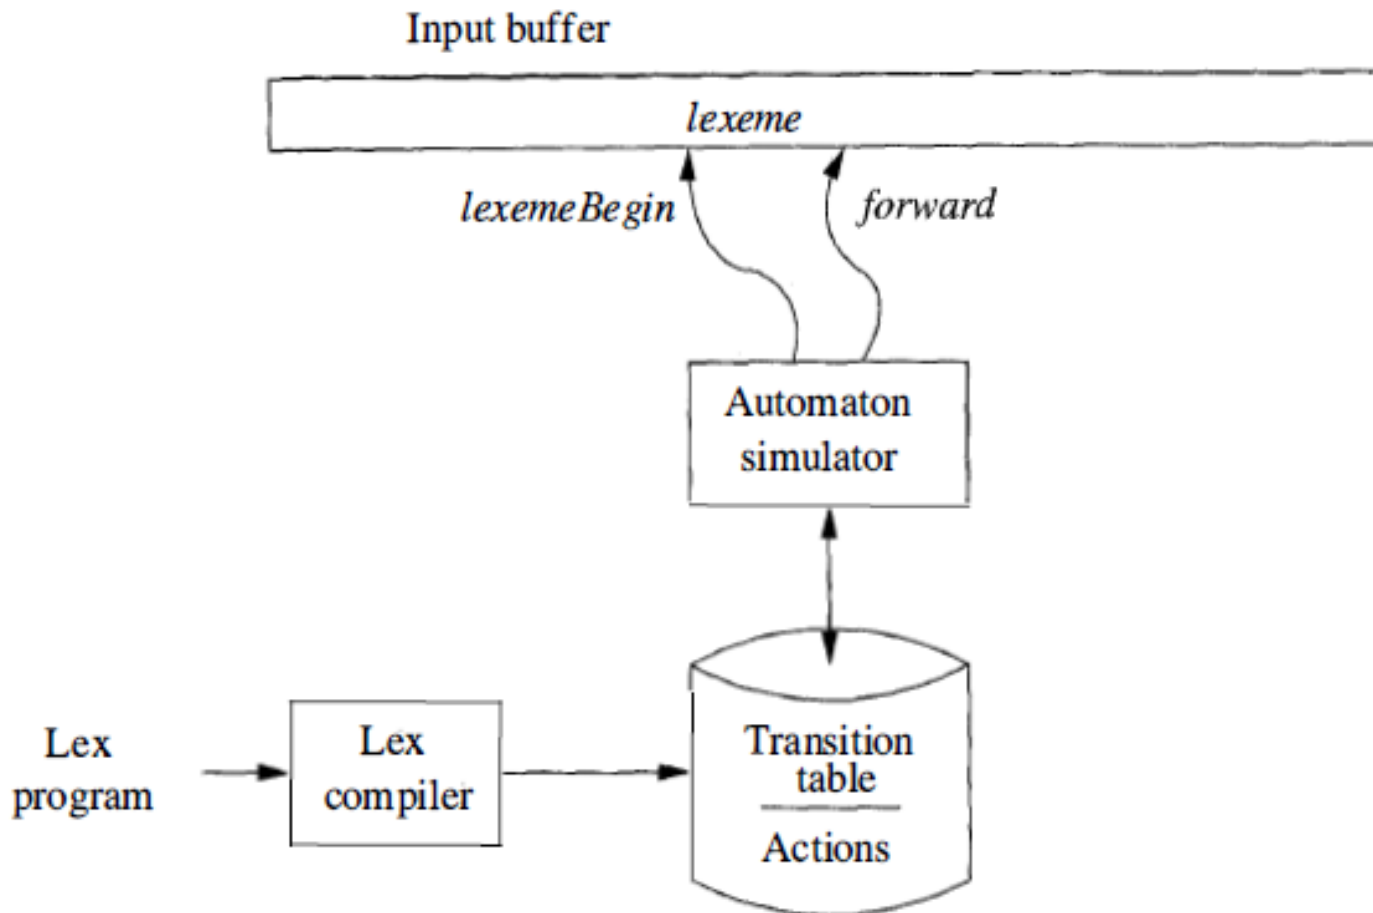 Input buffer
lexeme
lexemeBegin
forward
Automaton
simulator
Lex
program
Lex
compiler
Transition
table
Actions